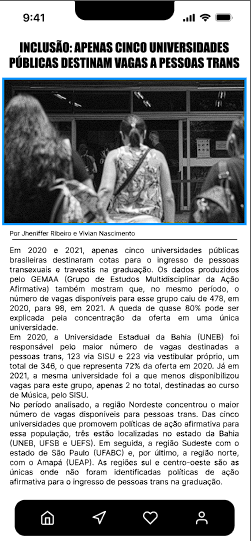 9:41
INCLUSÃO: APENAS CINCO UNIVERSIDADES
PÚBLICAS DESTINAM VAGAS A PESSOAS TRANS
Por Jheniffer Ribeiro e Vivian Nascimento
Em 2020 e 2021, apenas cinco universidades públicas
brasileiras destinaram cotas para o ingresso de pessoas
transexuais e travestis na graduação. Os dados produzidos
pelo GEMAA (Grupo de Estudos Multidisciplinar da Ação
Afirmativa) também mostram que, no mesmo período, o
número de vagas disponíveis para esse grupo caiu de 478, em
2020, para 98, em 2021. A queda de quase 80% pode ser
explicada pela concentração da oferta em uma única
universidade.
Em 2020, a Universidade Estadual da Bahia (UNEB) foi
responsável pelo maior número de vagas destinadas a
pessoas trans, 123 via SISU e 223 via vestibular próprio, um
total de 346, o que representa 72% da oferta em 2020. Já em
2021, a mesma universidade foi a que menos disponibilizou
vagas para este grupo, apenas 2 no total, destinadas ao curso
de Música, pelo SISU.
No período analisado, a região Nordeste concentrou o maior
número de vagas disponíveis para pessoas trans. Das cinco
universidades que promovem políticas de ação afirmativa para
essa população, três estão localizadas no estado da Bahia
(UNEB, UFSB e UEFS). Em seguida, a região Sudeste com o
estado de São Paulo (UFABC) e, por último, a região norte,
com o Amapá (UEAP). As regiões sul e centro-oeste são as
únicas onde não foram identificadas políticas de ação
afirmativa para o ingresso de pessoas trans na graduação.